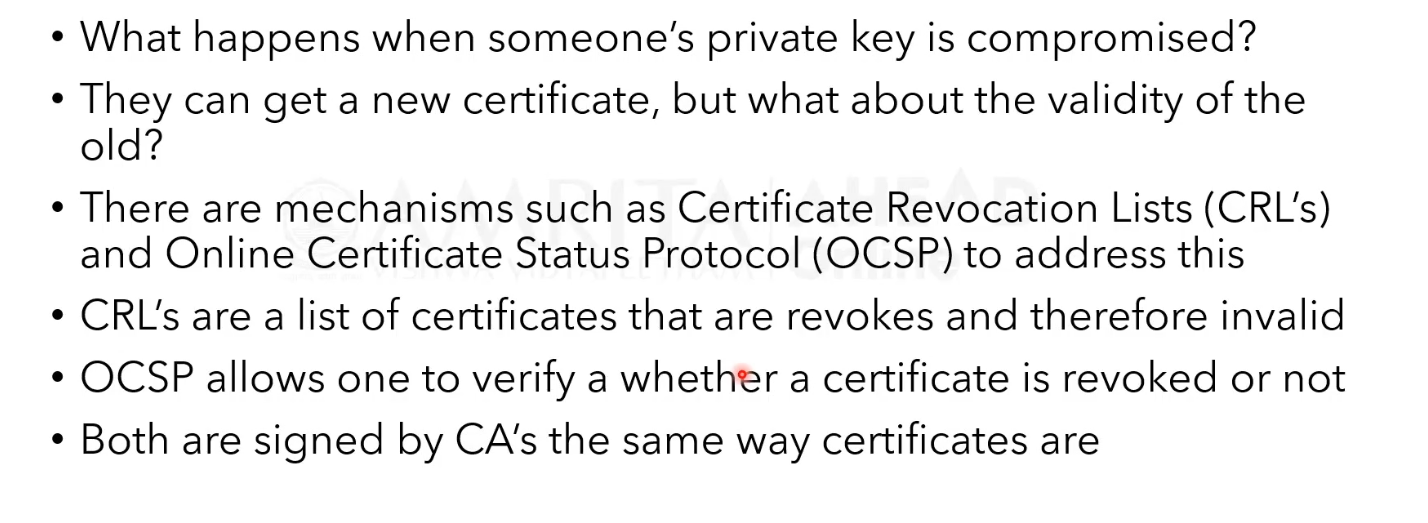 • What happens when someone's private key is compromised?
• They can get a new certificate, but what about the validity of the
old?
• There are mechanisms such as Certificate Revocation Lists (CRL's)
and Online Certificate Status Protocol (OCSP) to address this
• CRL's are a list of certificates that are revokes and therefore invalid
• OCSP allows one to verify a whether a certificate is revoked or not
• Both are signed by CA's the same way certificates are
AMRITA AHEAD
Online